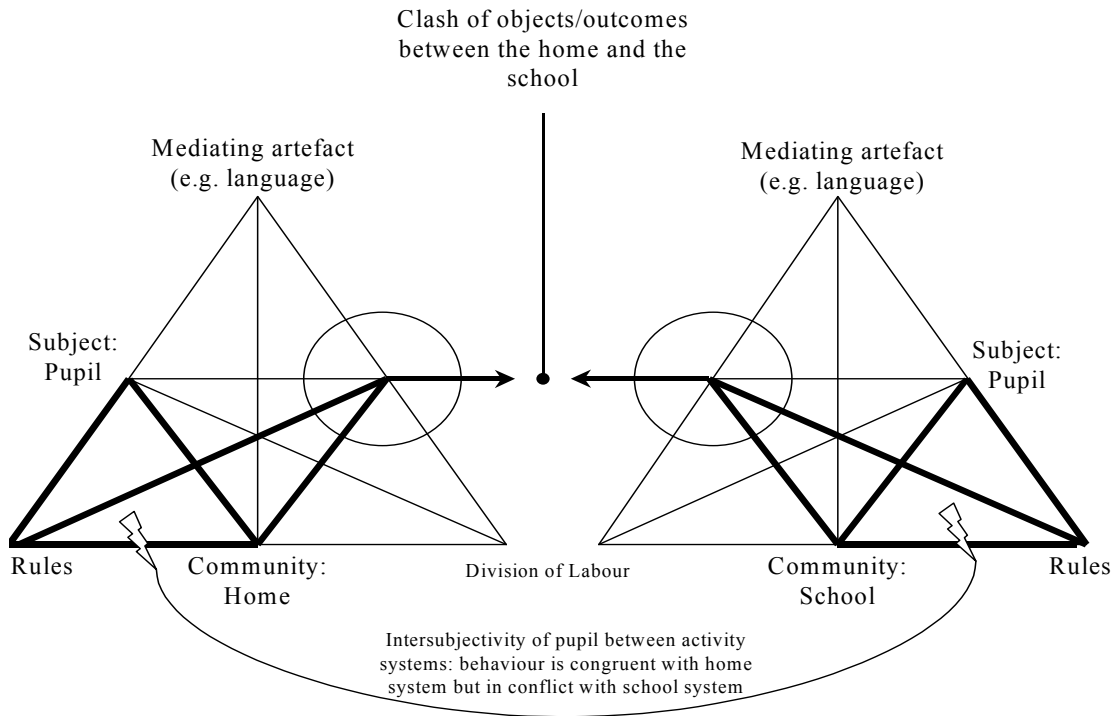 Clash of objects/outcomes
between the home and the
school
Mediating artefact
(e.g. language)
Mediating artefact
(e.g. language)
Subject:
Pupil
Subject:
Pupil
Rules
Community:
Home
Division of Labour
Community:
School
Rules
Intersubjectivity of pupil between activity
systems: behaviour is congruent with home
system but in conflict with school system